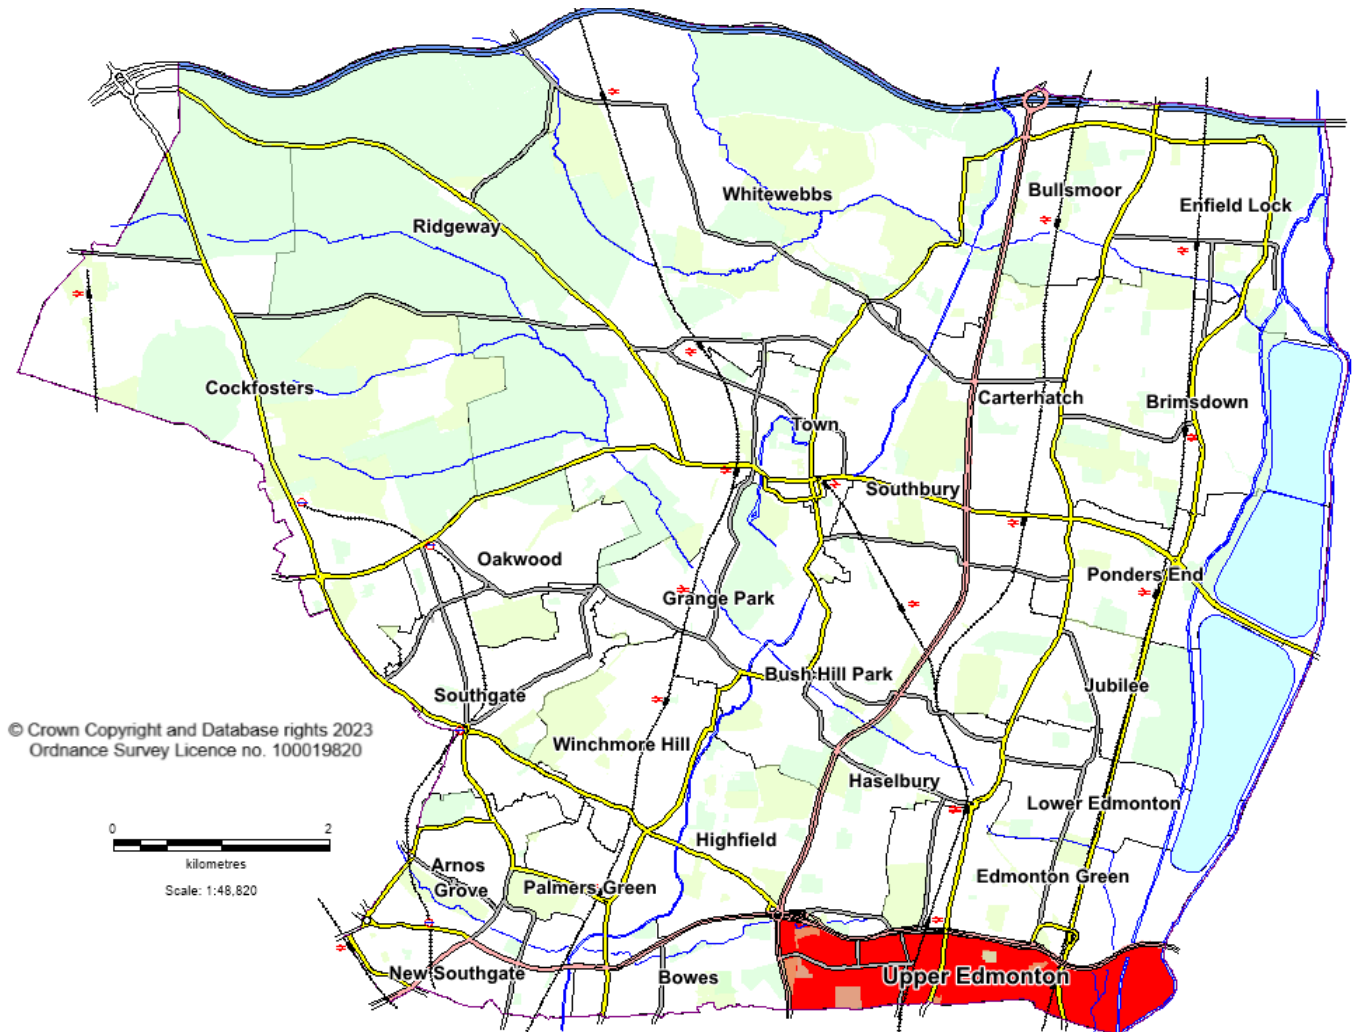 Whitewebbs
Bullsmoor
Enfield Lock
Ridgeway
Cockfosters
Carterhatch
Brimsdown
Town
Southbury
Oakwood
Ponders End
Grange Park
Bush Hill Park
Jubilee
Southgate
© Crown Copyright and Database rights 2023
Ordnance Survey Licence no. 100019820
Winchmore Hill
Haselbury
Lower Edmonton
0 2
kilometres
Scale: 1:48,820
Highfield
Arnos
Grove
Palmers Green
Edmonton Green
New Southgate
Bowes
Upper Edmonton